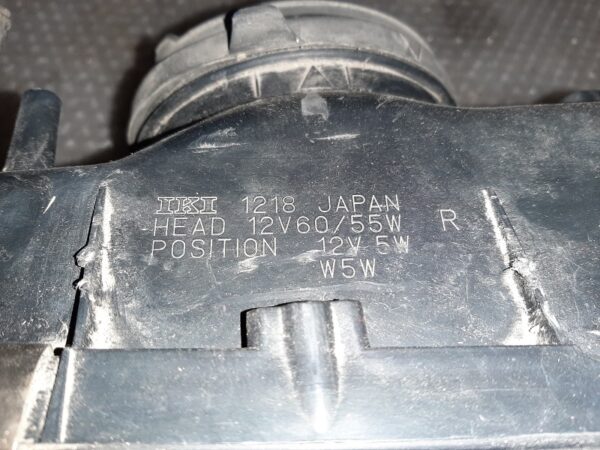 IKI 1218 JAPAN
HEAD 12V60/55W R
POSITION 12V 5W
W5W